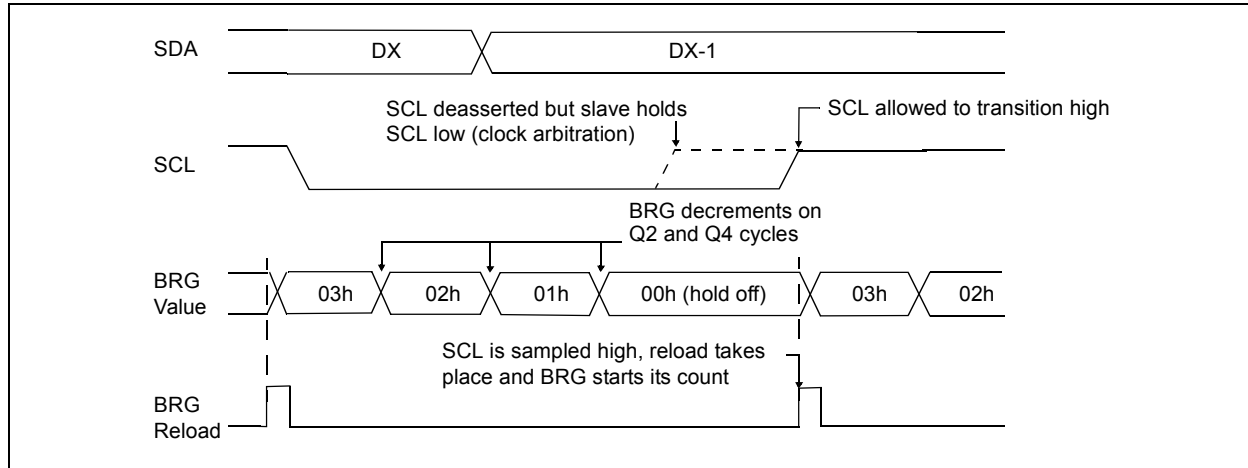 SDA
DX
DX-1
SCL deasserted but slave holds
SCL low (clock arbitration)
SCL allowed to transition high
SCL
BRG decrements on
Q2 and Q4 cycles
BRG
Value
03h
02h
01h
00h (hold off)
03h
02h
SCL is sampled high, reload takes
place and BRG starts its count
BRG
Reload